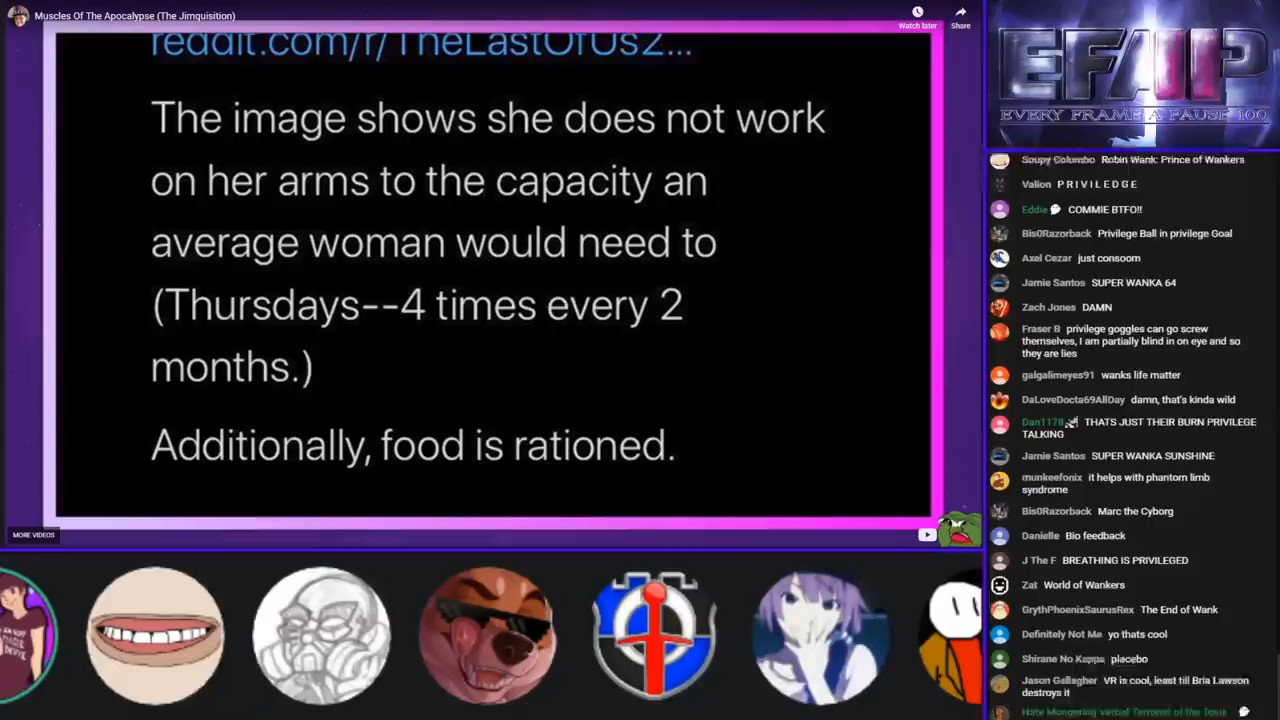 Muscles Of The Apocalypse (The Jimquisition)
Watch later
Share
reddit.com/r/TheLastOfUs2...
The image shows she does not work
on her arms to the capacity an
average woman would need to
(Thursdays--4 times every 2
months.)
Additionally, food is rationed.
MORE VIDEOS
EFAP
EVERY FRAME A PAUSE 100
Soupy Columbo Robin Wank: Prince of Wankers
Valion P R I V I L E D G E
Eddie COMMIE BTFO!!
Bis0Razorback Privilege Ball in privilege Goal
Axel Cezar just consoom
Jamie Santos SUPER WANKA 64
Zach Jones DAMN
Fraser B privilege goggles can go screw
themselves, I am partially blind in on eye and so
they are lies
galgalimeyes91 wanks life matter
DaLoveDocta69AllDay damn, that's kinda wild
Dan1178 THATS JUST THEIR BURN PRIVILEGE
TALKING
Jamie Santos SUPER WANKA SUNSHINE
munkeefonix it helps with phantom limb
syndrome
Bis0Razorback Marc the Cyborg
Danielle Bio feedback
J The F BREATHING IS PRIVILEGED
Zat World of Wankers
GrythPhoenixSaurusRex The End of Wank
Definitely Not Me yo thats cool
Shirane No Kappa placebo
Jason Gallagher VR is cool, least till Bria Lawson
destroys it
Hate Mongering Verbal Terrorist of the Toxic